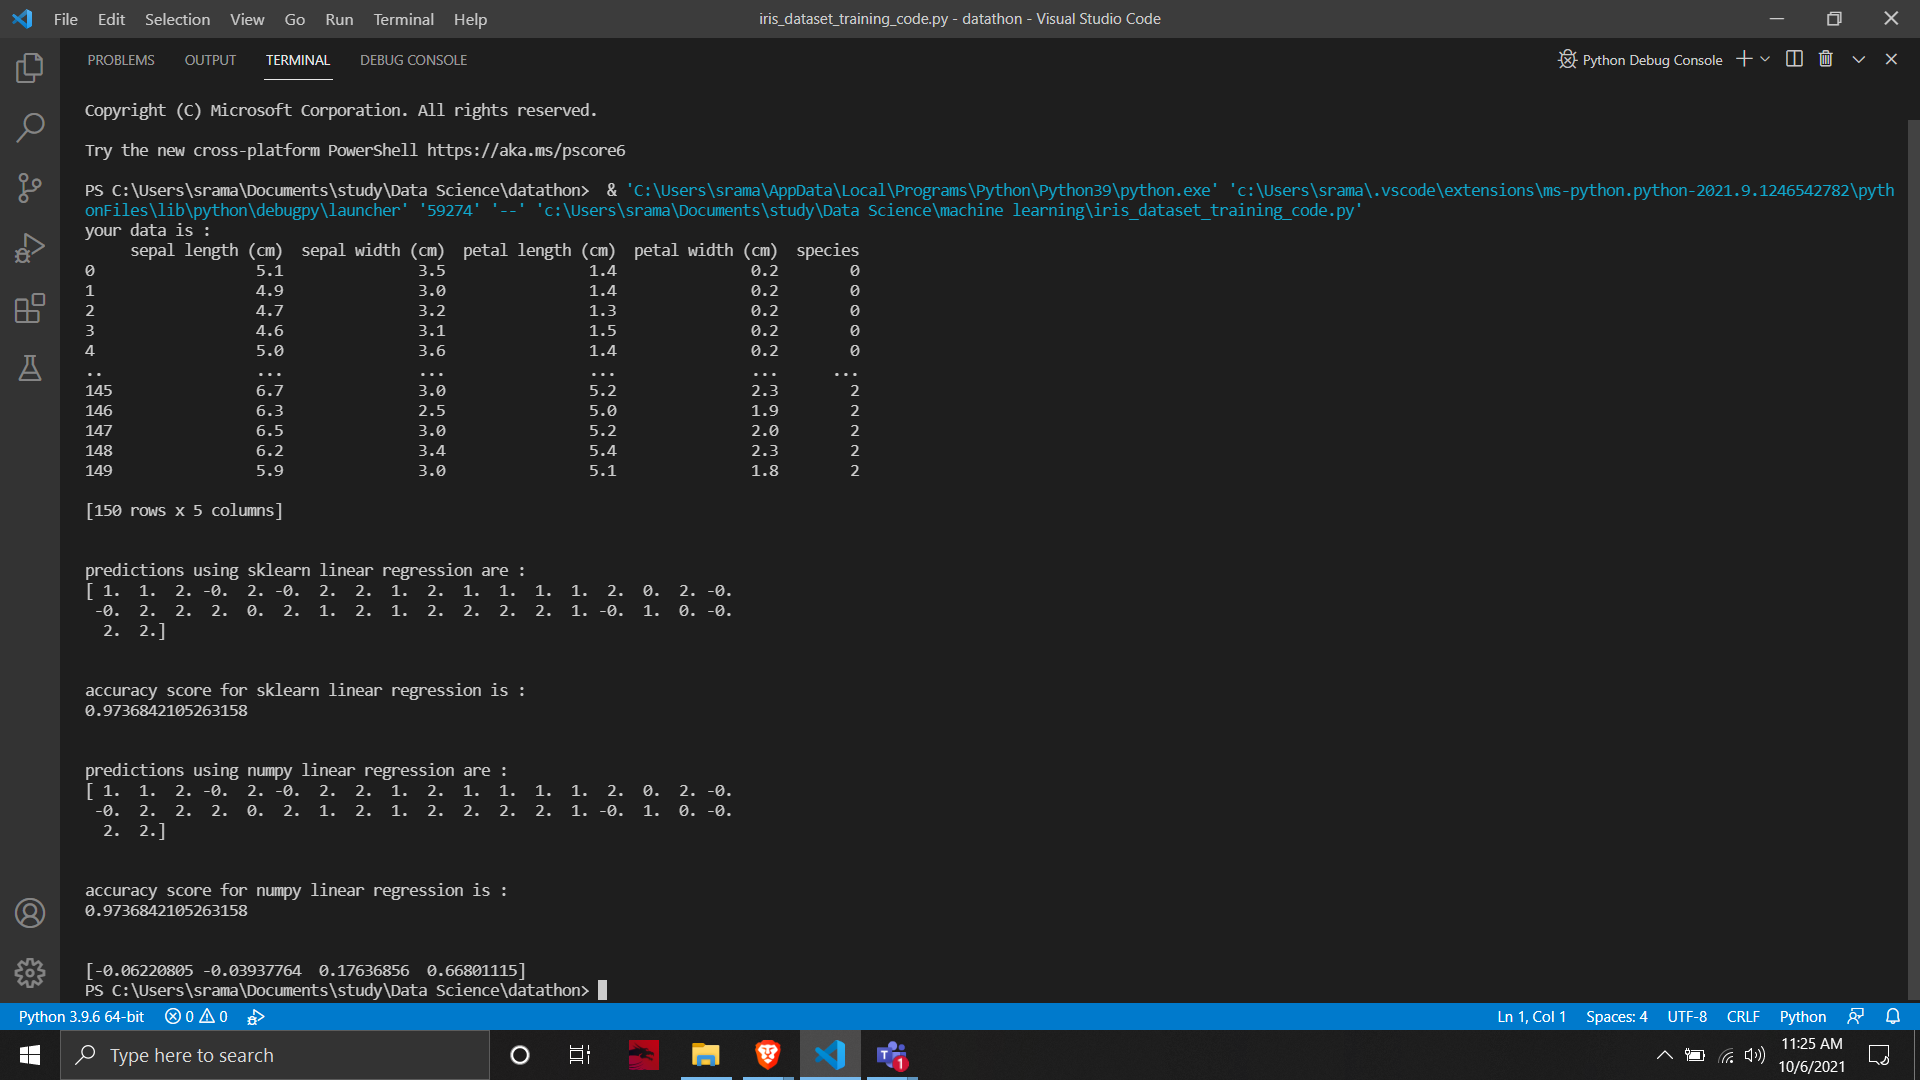 File Edit Selection View Go Run Terminal Help iris_dataset_training_code.py - datathon - Visual Studio Code
PROBLEMS OUTPUT TERMINAL DEBUG CONSOLE Python Debug Console
Copyright (C) Microsoft Corporation. All rights reserved.
Try the new cross-platform PowerShell https://aka.ms/pscore6
PS C:\Users\srama\Documents\study\Data Science\datathon>  & 'C:\Users\srama\AppData\Local\Programs\Python\Python39\python.exe' 'c:\Users\srama\.vscode\extensions\ms-python.python-2021.9.1246542782\pyth
onFiles\lib\python\debugpy\launcher' '59274' '--' 'c:\Users\srama\Documents\study\Data Science\machine learning\iris_dataset_training_code.py'
your data is :
     sepal length (cm)  sepal width (cm)  petal length (cm)  petal width (cm)  species
0                  5.1               3.5                1.4               0.2        0
1                  4.9               3.0                1.4               0.2        0
2                  4.7               3.2                1.3               0.2        0
3                  4.6               3.1                1.5               0.2        0
4                  5.0               3.6                1.4               0.2        0
..                 ...               ...                ...               ...      ...
145                6.7               3.0                5.2               2.3        2
146                6.3               2.5                5.0               1.9        2
147                6.5               3.0                5.2               2.0        2
148                6.2               3.4                5.4               2.3        2
149                5.9               3.0                5.1               1.8        2
[150 rows x 5 columns]
predictions using sklearn linear regression are :
[ 1.  1.  2. -0.  2. -0.  2.  2.  1.  2.  1.  1.  1.  1.  2.  0.  2. -0.
 -0.  2.  2.  2.  0.  2.  1.  2.  1.  2.  2.  2.  2.  1. -0.  1.  0. -0.
  2.  2.]
accuracy score for sklearn linear regression is :
0.9736842105263158
predictions using numpy linear regression are :
[ 1.  1.  2. -0.  2. -0.  2.  2.  1.  2.  1.  1.  1.  1.  2.  0.  2. -0.
 -0.  2.  2.  2.  0.  2.  1.  2.  1.  2.  2.  2.  2.  1. -0.  1.  0. -0.
  2.  2.]
accuracy score for numpy linear regression is :
0.9736842105263158
[-0.06220805 -0.03937764  0.17636856  0.66801115]
PS C:\Users\srama\Documents\study\Data Science\datathon>
Python 3.9.6 64-bit 0 0 Ln 1, Col 1 Spaces: 4 UTF-8 CRLF Python
Type here to search T 1 11:25 AM
10/6/2021